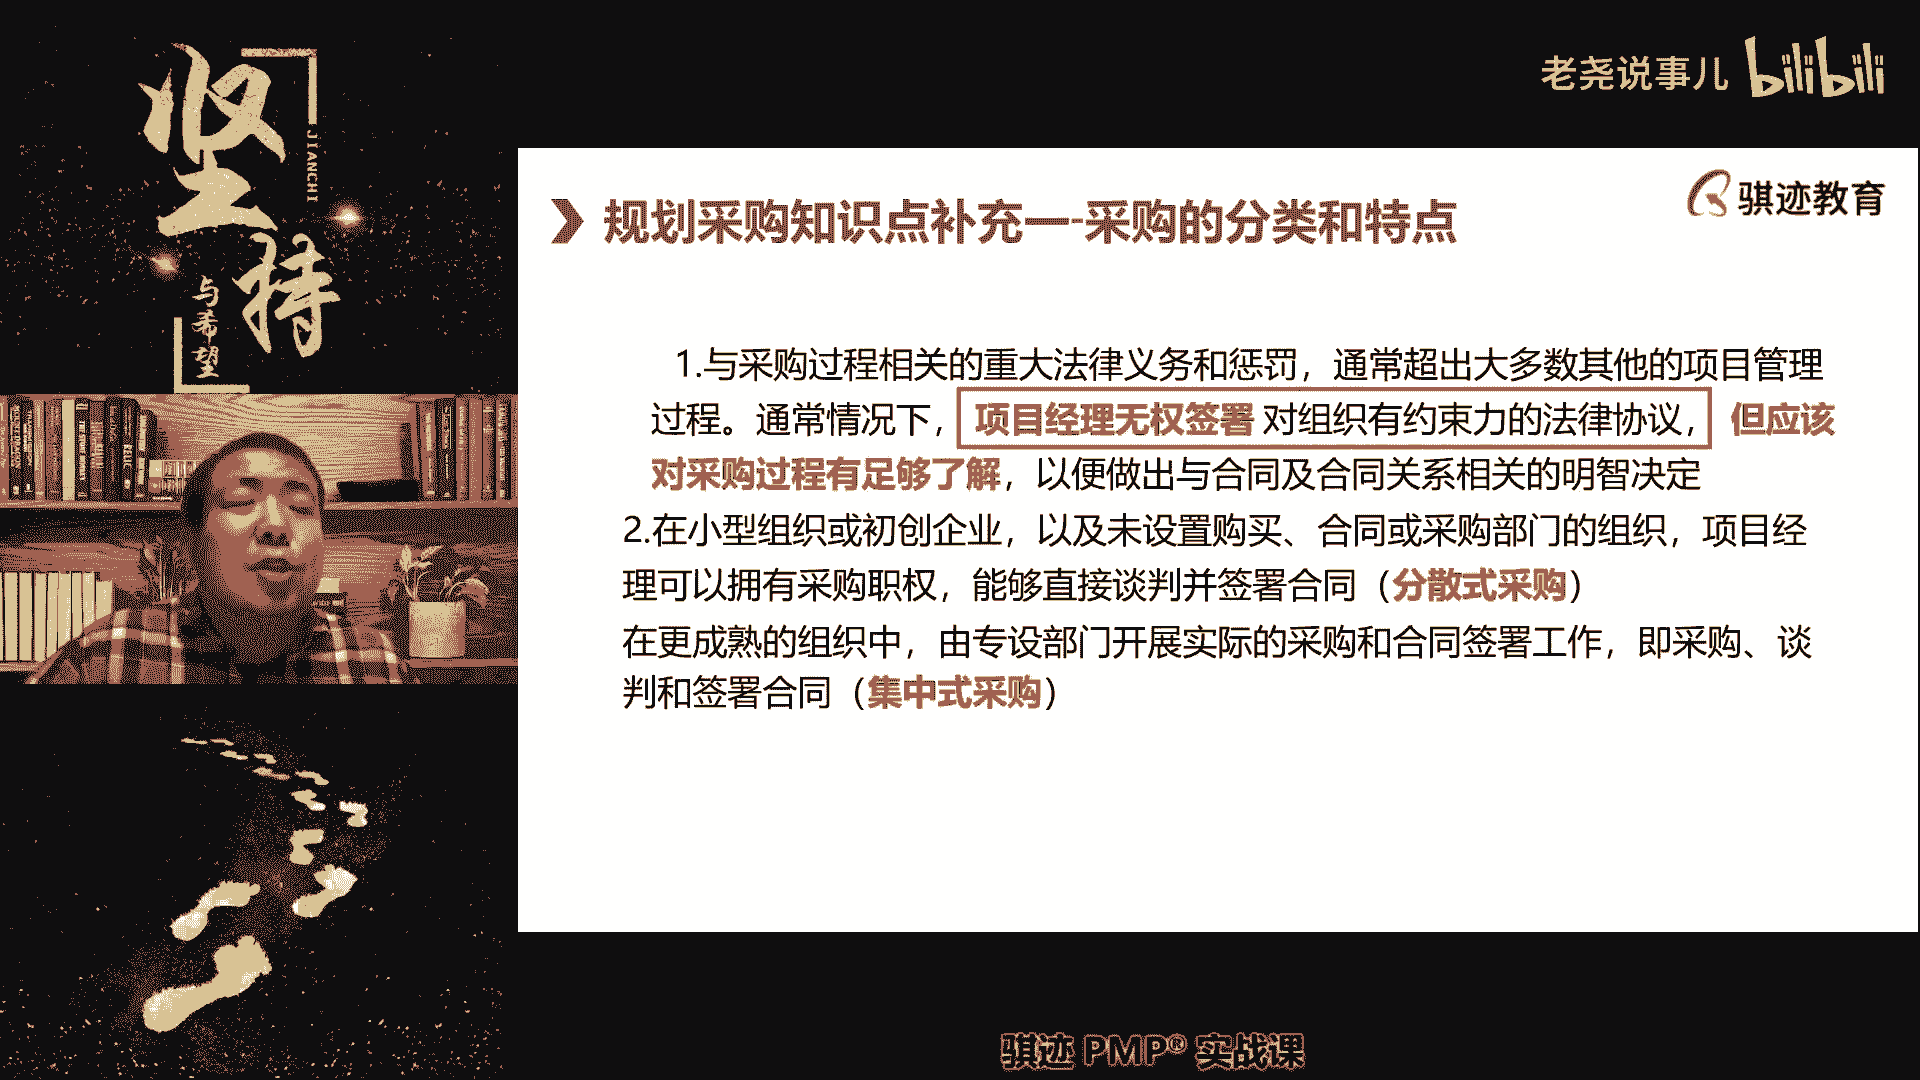 坚持
JIANCHI
与希望
老尧说事儿 bilibili
骐迹教育
规划采购知识点补充一-采购的分类和特点
1.与采购过程相关的重大法律义务和惩罚，通常超出大多数其他的项目管理
过程。通常情况下，项目经理无权签署 对组织有约束力的法律协议，但应该
对采购过程有足够了解，以便做出与合同及合同关系相关的明智决定
2.在小型组织或初创企业，以及未设置购买、合同或采购部门的组织，项目经
理可以拥有采购职权，能够直接谈判并签署合同（分散式采购）
在更成熟的组织中，由专设部门开展实际的采购和合同签署工作，即采购、谈
判和签署合同（集中式采购）
骐迹 PMP® 实战课